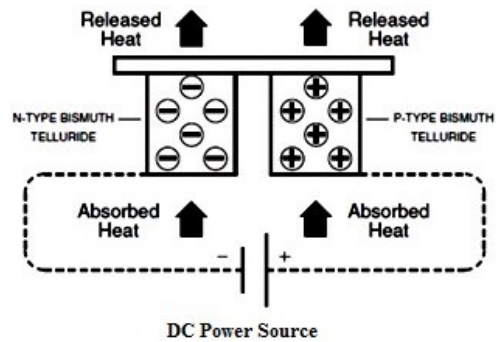 Released
Heat
Released
Heat
N-TYPE BISMUTH
TELLURIDE
P-TYPE BISMUTH
TELLURIDE
Absorbed
Heat
Absorbed
Heat
− +
DC Power Source